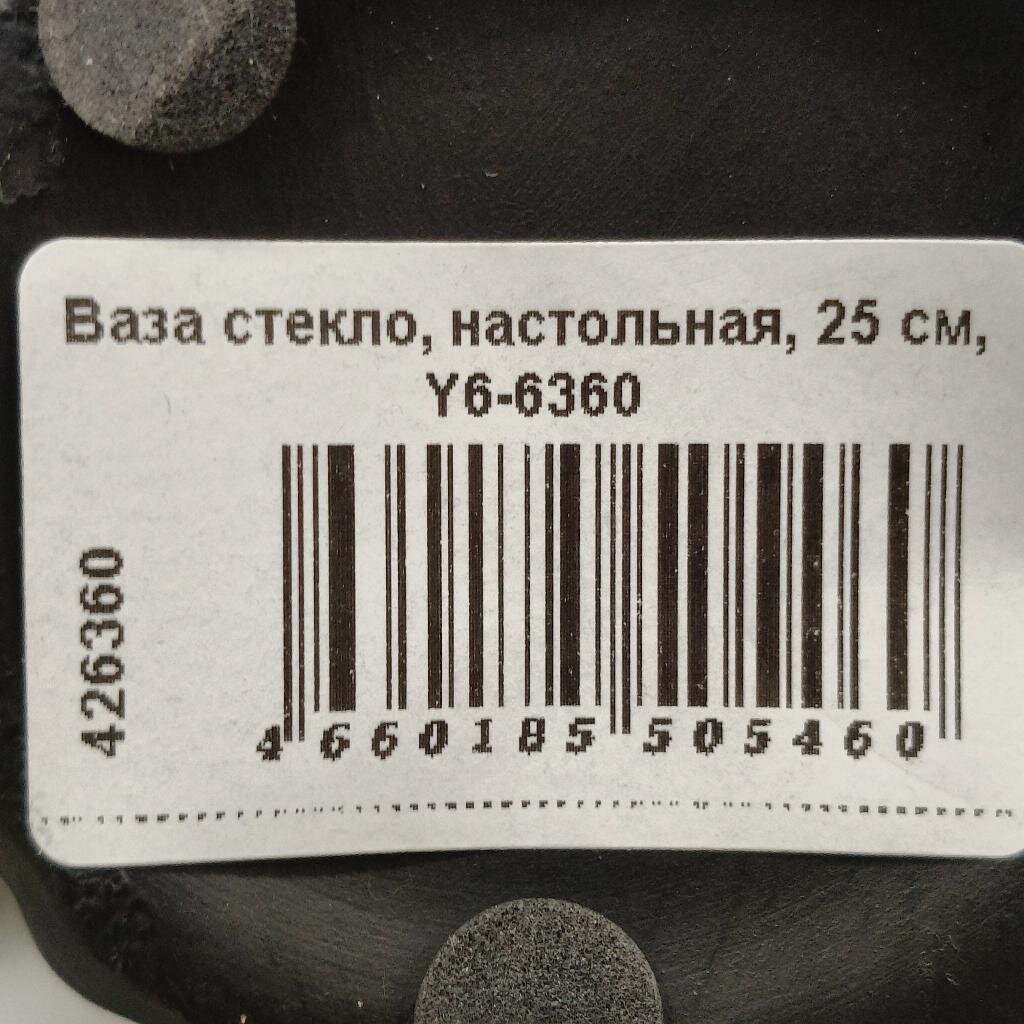 Ваза стекло, настольная, 25 см,
Y6-6360
426360
4 660185 505460